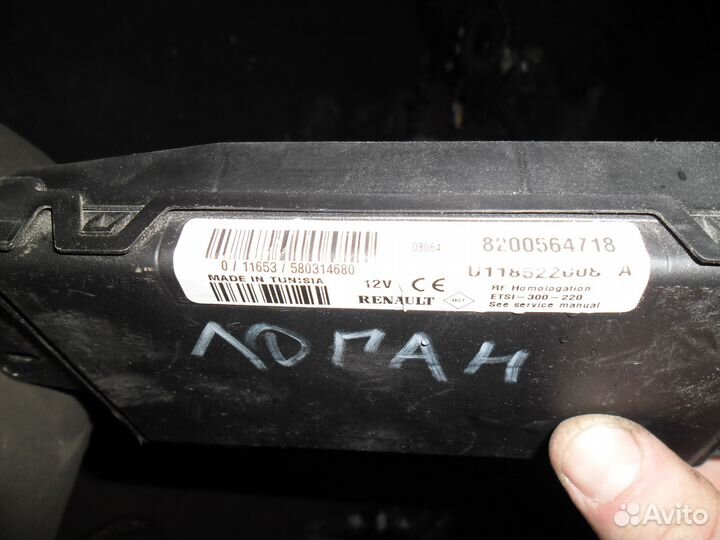 08064
8200564718
0 / 11653 / 580314680
MADE IN TUNISIA
12V CE
A
RENAULT
RF Homologation
ETSI-300-220
See service manual
ЛОГАН
Avito